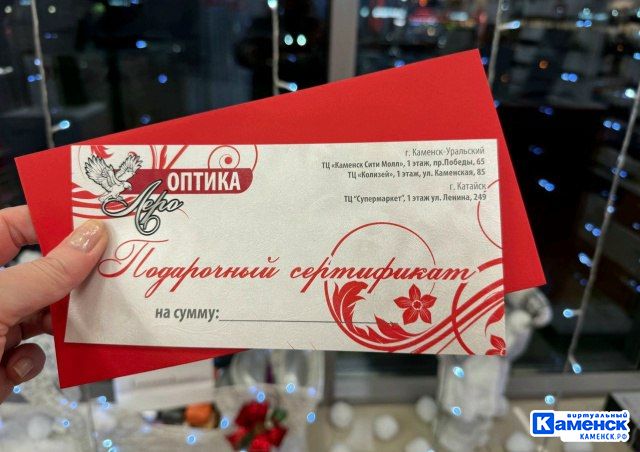 г. Каменск-Уральский
ТЦ «Каменск Сити Молл», 1 этаж, пр.Победы, 65
ТЦ «Колизей», 1 этаж, ул. Каменская, 85
г. Катайск
ТЦ "Супермаркет", 1 этаж ул. Ленина, 249
ОПТИКА
Аэро
Подарочный сертификат
на сумму:
виртуальный
Каменск
КАМЕНСК.РФ